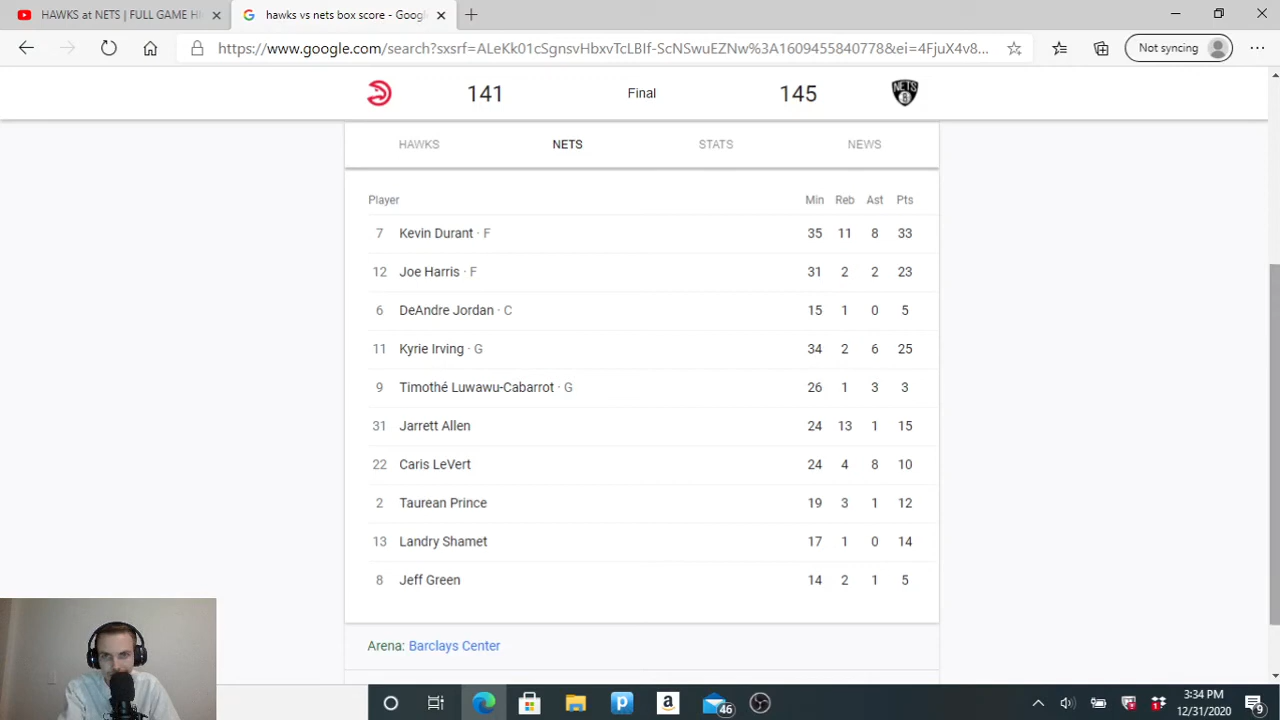 HAWKS at NETS | FULL GAME HI
hawks vs nets box score - Google
https://www.google.com/search?sxsrf=ALeKk01cSgnsvHbxvTcLBIf-ScNSwuEZNw%3A1609455840778&ei=4FjuX4v8...
Not syncing
141 Final 145
NETS
HAWKS NETS STATS NEWS
Player Min Reb Ast Pts
7 Kevin Durant · F 35 11 8 33
12 Joe Harris · F 31 2 2 23
6 DeAndre Jordan · C 15 1 0 5
11 Kyrie Irving · G 34 2 6 25
9 Timothé Luwawu-Cabarrot · G 26 1 3 3
31 Jarrett Allen 24 13 1 15
22 Caris LeVert 24 4 8 10
2 Taurean Prince 19 3 1 12
13 Landry Shamet 17 1 0 14
8 Jeff Green 14 2 1 5
Arena: Barclays Center
46
3:34 PM
12/31/2020
9